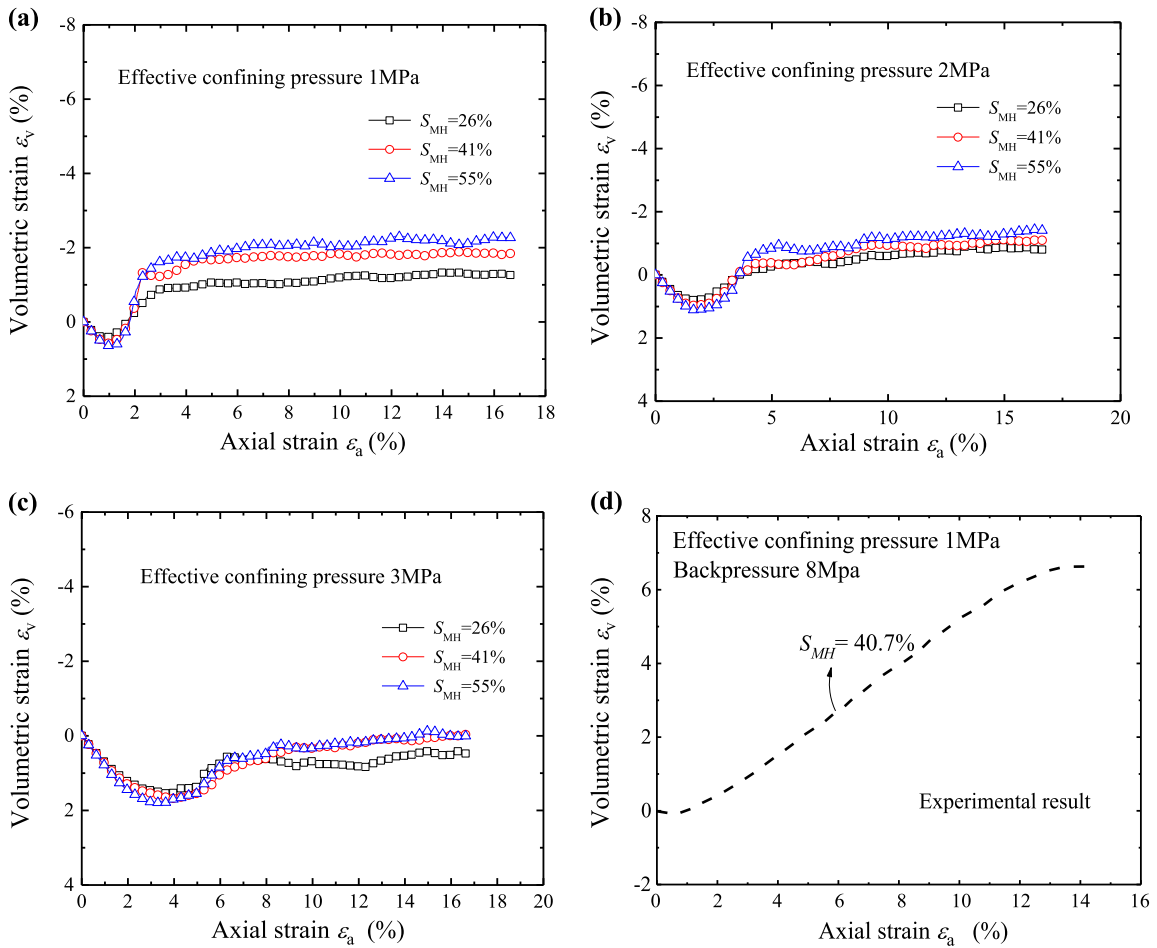 (a)
-8
-6
-4
-2
0
2
Volumetric strain εv (%)
Effective confining pressure 1MPa
SMH=26%
SMH=41%
SMH=55%
0 2 4 6 8 10 12 14 16 18
Axial strain εa (%)
(b)
-8
-6
-4
-2
0
2
4
Volumetric strain εv (%)
Effective confining pressure 2MPa
SMH=26%
SMH=41%
SMH=55%
0 5 10 15 20
Axial strain εa (%)
(c)
-6
-4
-2
0
2
4
Volumetric strain εv (%)
Effective confining pressure 3MPa
SMH=26%
SMH=41%
SMH=55%
0 2 4 6 8 10 12 14 16 18 20
Axial strain εa (%)
(d)
8
6
4
2
0
-2
Volumetric strain εv (%)
Effective confining pressure 1MPa
Backpressure 8Mpa
SMH= 40.7%
Experimental result
0 2 4 6 8 10 12 14 16
Axial strain εa (%)